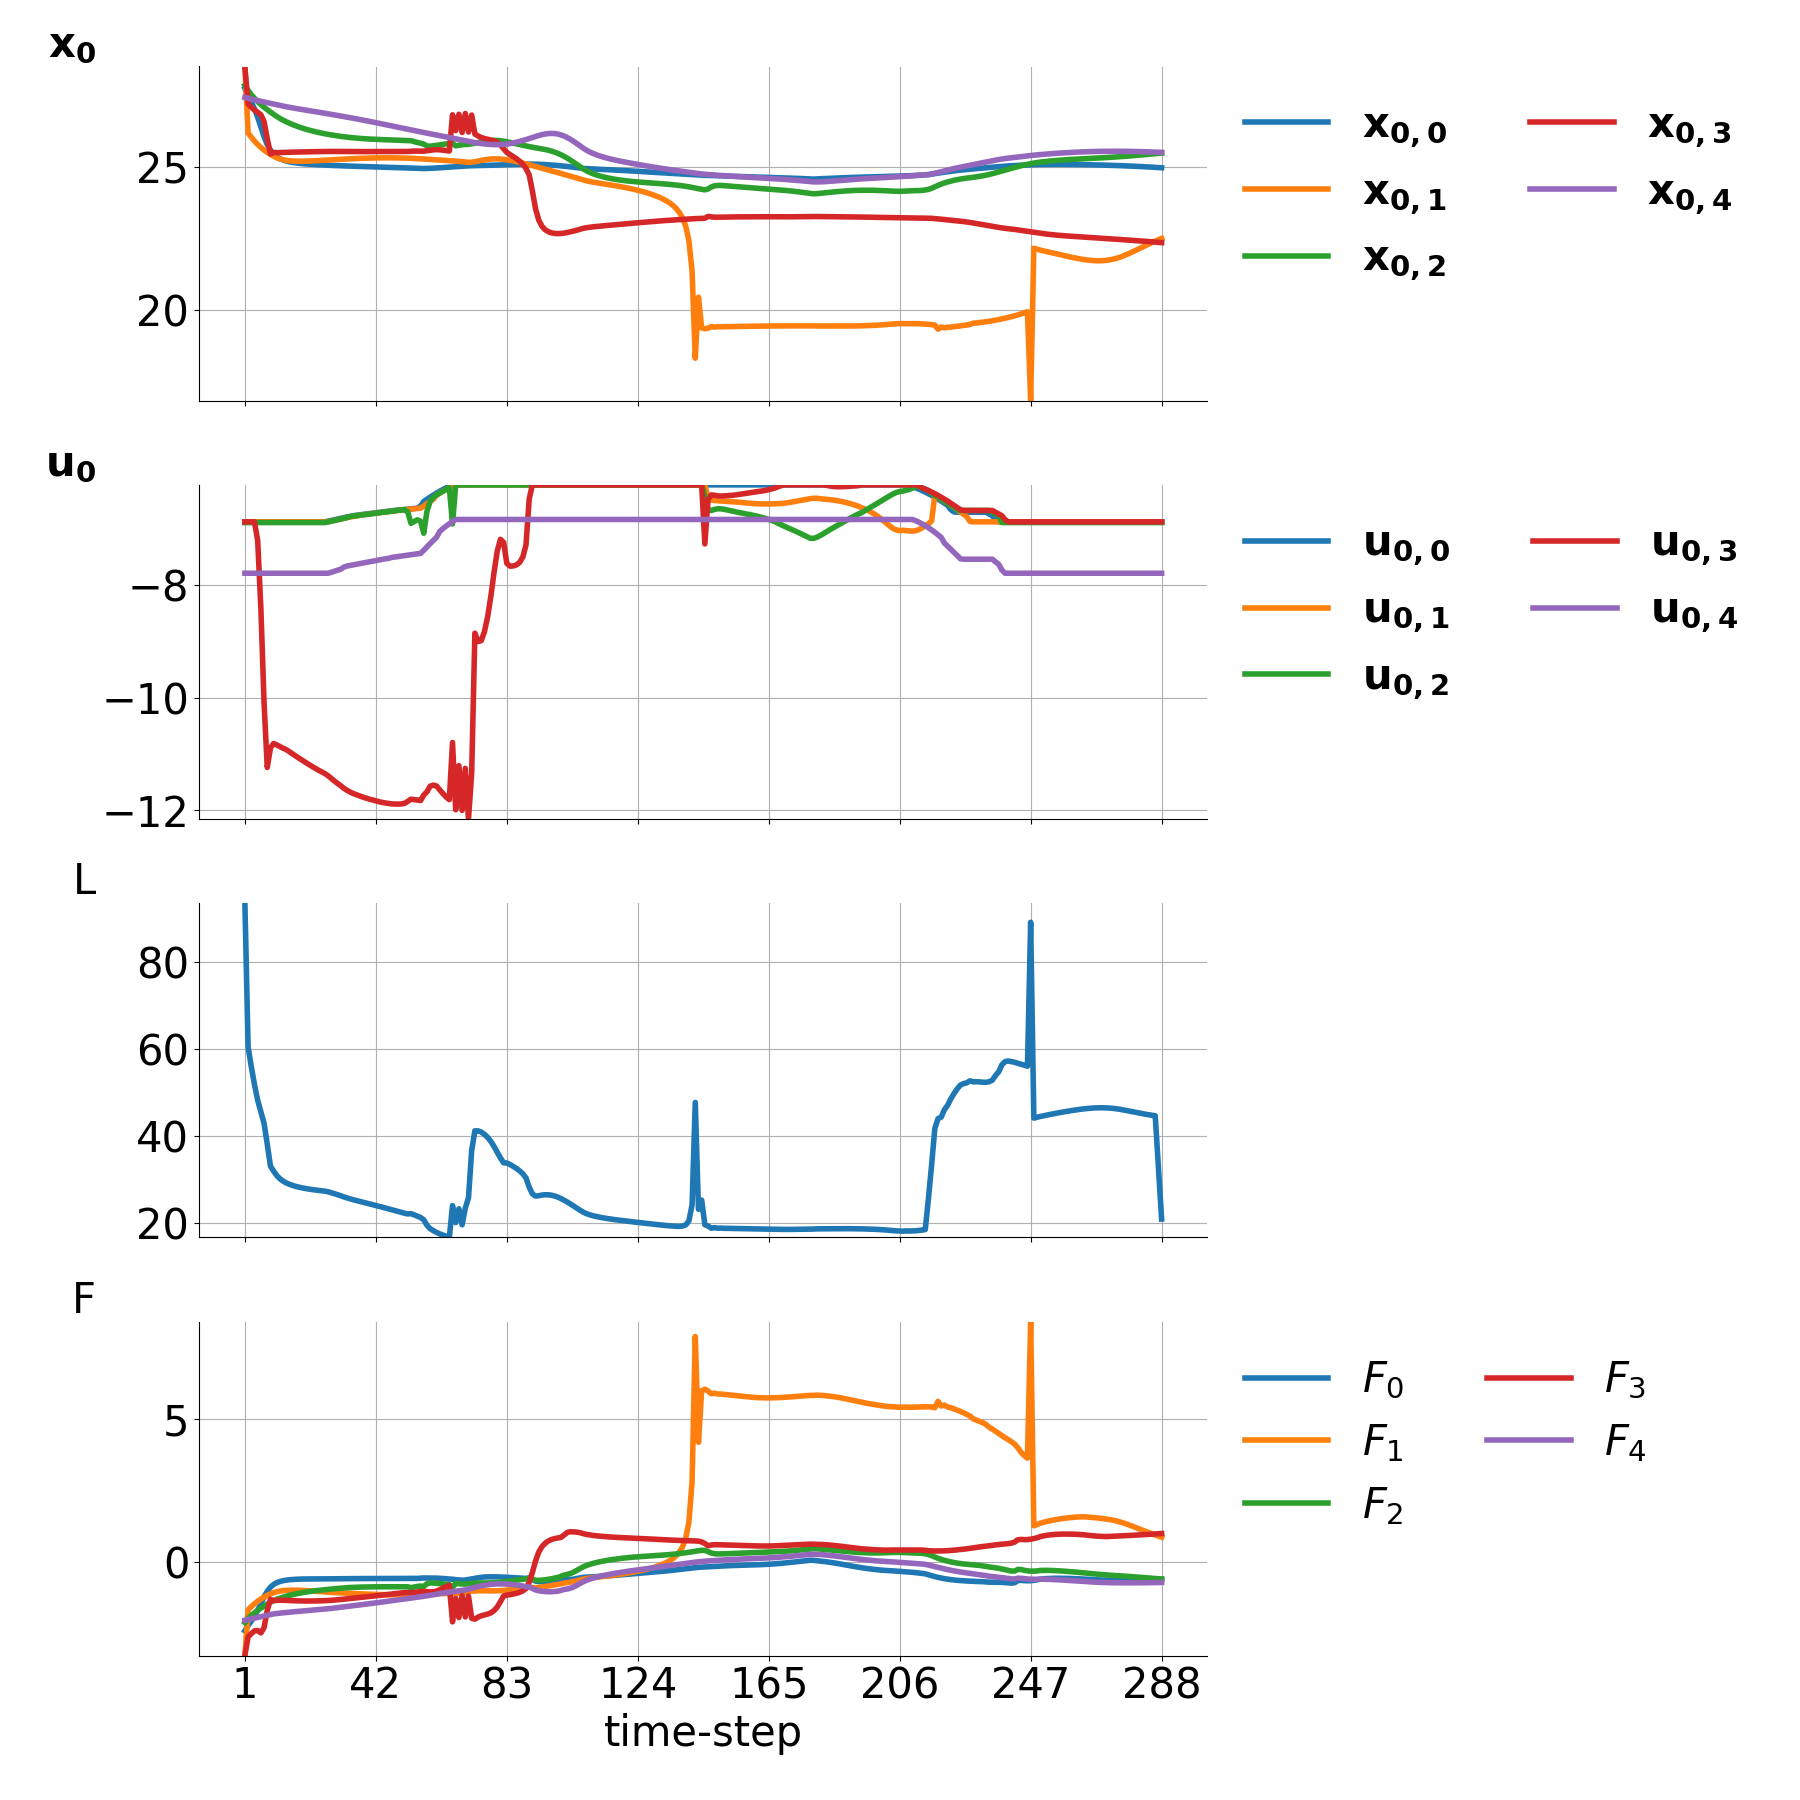 x0
25
20
x0,0 x0,3
x0,1 x0,4
x0,2
u0
−8
−10
−12
u0,0 u0,3
u0,1 u0,4
u0,2
L
80
60
40
20
F
5
0
F0 F3
F1 F4
F2
1 42 83 124 165 206 247 288
time-step